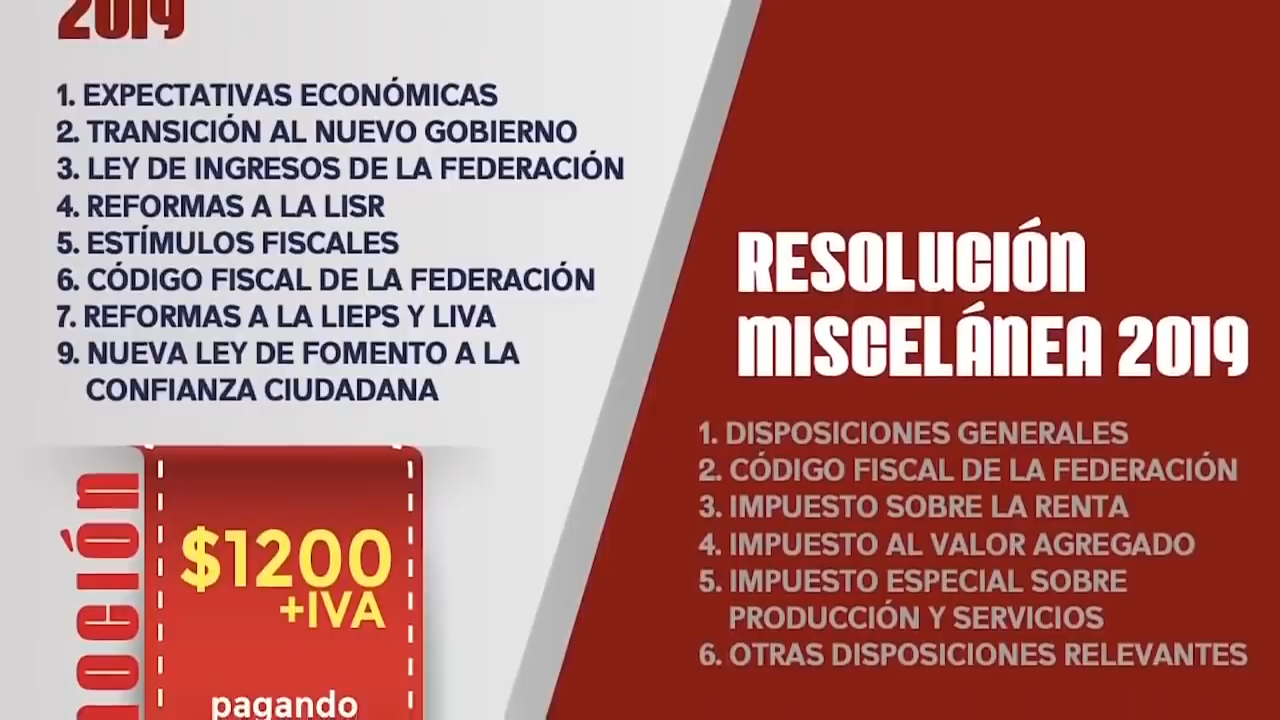 2019
1. EXPECTATIVAS ECONÓMICAS
2. TRANSICIÓN AL NUEVO GOBIERNO
3. LEY DE INGRESOS DE LA FEDERACIÓN
4. REFORMAS A LA LISR
5. ESTÍMULOS FISCALES
6. CÓDIGO FISCAL DE LA FEDERACIÓN
7. REFORMAS A LA LIEPS Y LIVA
9. NUEVA LEY DE FOMENTO A LA
CONFIANZA CIUDADANA
$1200
+IVA
pagando
RESOLUCIÓN
MISCELÁNEA 2019
1. DISPOSICIONES GENERALES
2. CÓDIGO FISCAL DE LA FEDERACIÓN
3. IMPUESTO SOBRE LA RENTA
4. IMPUESTO AL VALOR AGREGADO
5. IMPUESTO ESPECIAL SOBRE
PRODUCCIÓN Y SERVICIOS
6. OTRAS DISPOSICIONES RELEVANTES